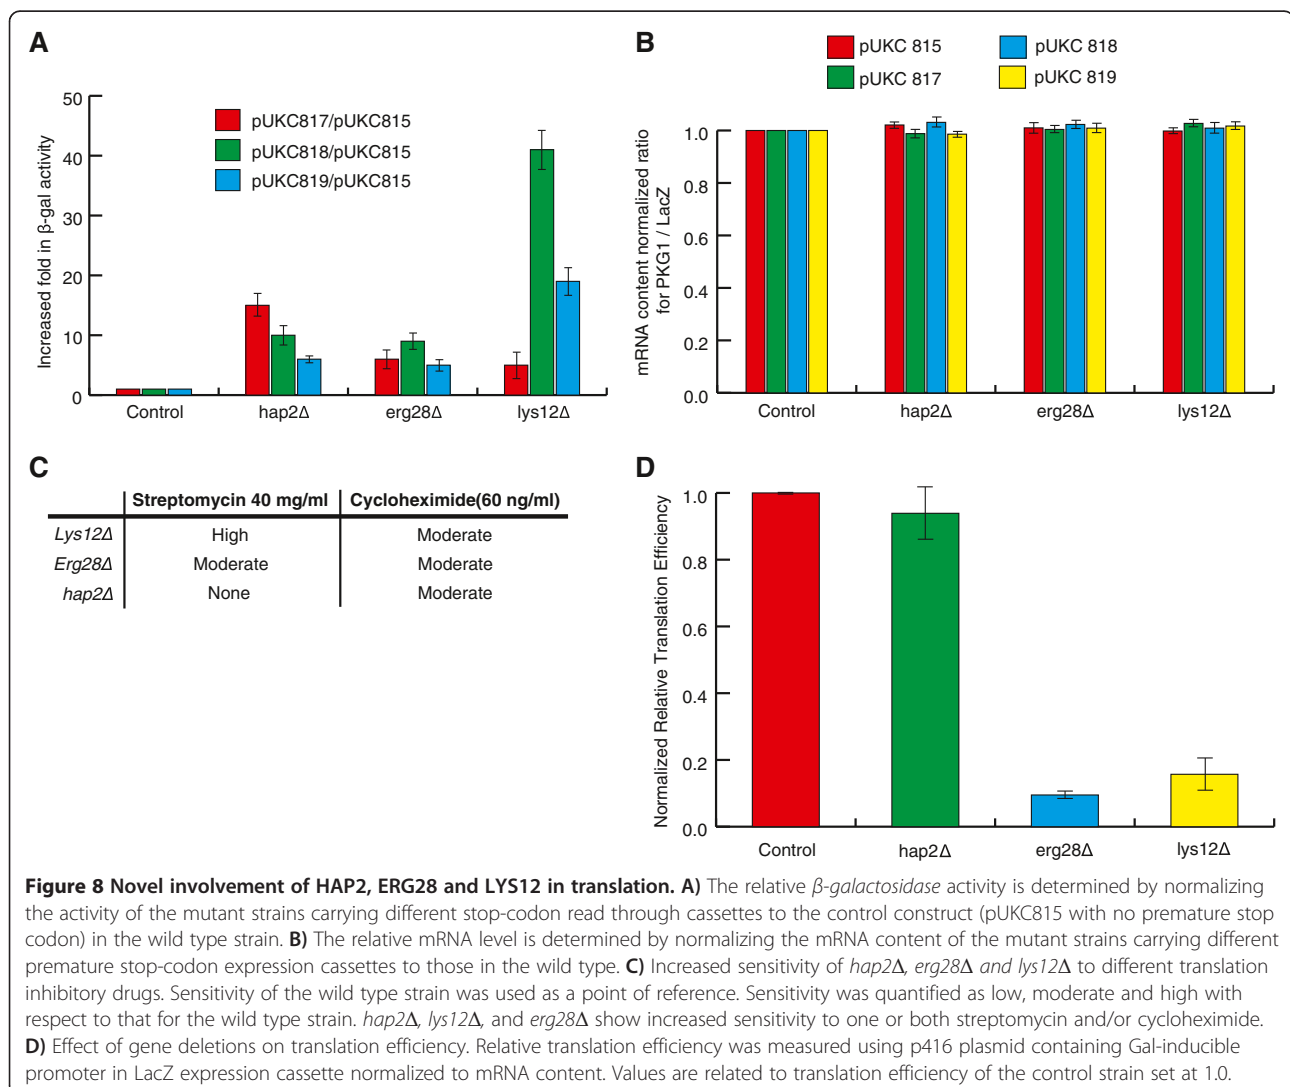 A
50
40
30
20
10
0
Increased fold in β-gal activity
pUKC817/pUKC815
pUKC818/pUKC815
pUKC819/pUKC815
Control
hap2Δ
erg28Δ
lys12Δ
B
pUKC 815
pUKC 817
pUKC 818
pUKC 819
1.0
0.8
0.6
0.4
0.2
0.0
mRNA content normalized ratio
for PKG1 / LacZ
Control
hap2Δ
erg28Δ
lys12Δ
C
Streptomycin 40 mg/ml Cycloheximide(60 ng/ml)
Lys12Δ High Moderate
Erg28Δ Moderate Moderate
hap2Δ None Moderate
D
1.0
0.8
0.6
0.4
0.2
0.0
Normalized Relative Translation Efficiency
Control
hap2Δ
erg28Δ
lys12Δ
Figure 8 Novel involvement of HAP2, ERG28 and LYS12 in translation. A) The relative β-galactosidase activity is determined by normalizing
the activity of the mutant strains carrying different stop-codon read through cassettes to the control construct (pUKC815 with no premature stop
codon) in the wild type strain. B) The relative mRNA level is determined by normalizing the mRNA content of the mutant strains carrying different
premature stop-codon expression cassettes to those in the wild type. C) Increased sensitivity of hap2Δ, erg28Δ and lys12Δ to different translation
inhibitory drugs. Sensitivity of the wild type strain was used as a point of reference. Sensitivity was quantified as low, moderate and high with
respect to that for the wild type strain. hap2Δ, lys12Δ, and erg28Δ show increased sensitivity to one or both streptomycin and/or cycloheximide.
D) Effect of gene deletions on translation efficiency. Relative translation efficiency was measured using p416 plasmid containing Gal-inducible
promoter in LacZ expression cassette normalized to mRNA content. Values are related to translation efficiency of the control strain set at 1.0.